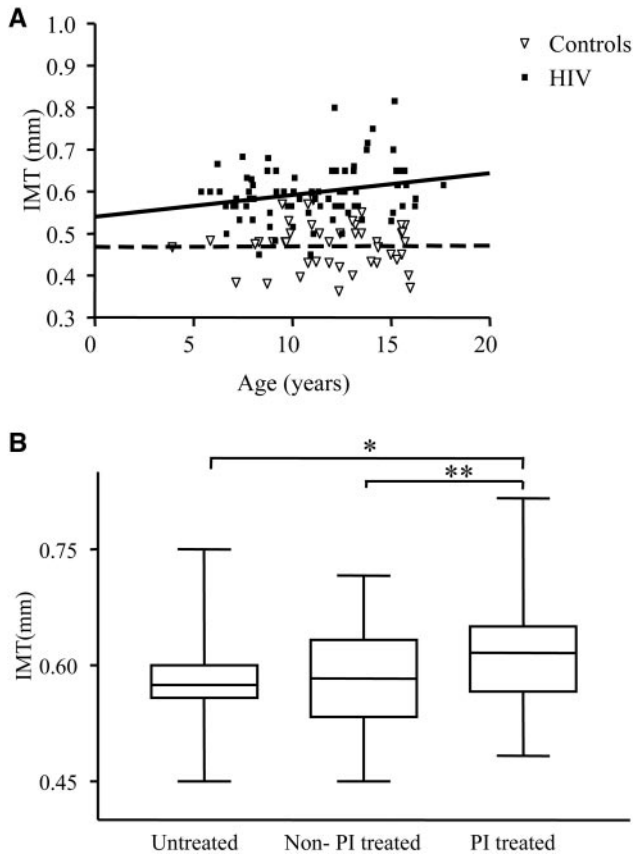 A
1.0
0.9
0.8
0.7
0.6
0.5
0.4
0.3
IMT (mm)
0 5 10 15 20
Age (years)
Controls
HIV
B
* 
**
0.75
0.60
0.45
IMT(mm)
Untreated Non- PI treated PI treated